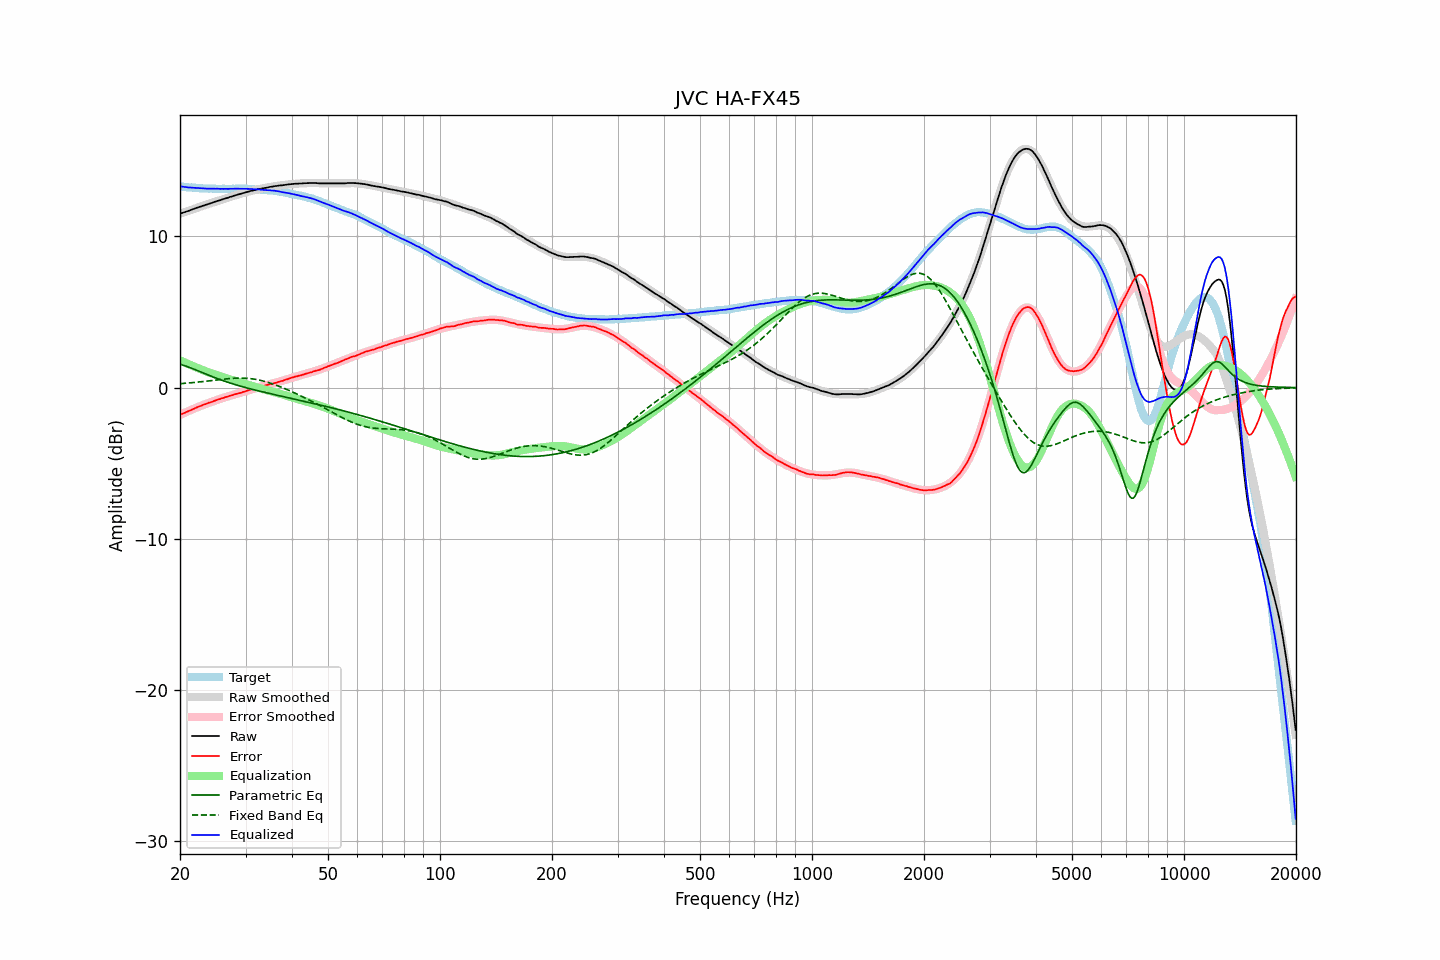 JVC HA-FX45
Amplitude (dBr)
10
0
−10
−20
−30
Target
Raw Smoothed
Error Smoothed
Raw
Error
Equalization
Parametric Eq
Fixed Band Eq
Equalized
20 50 100 200 500 1000 2000 5000 10000 20000
Frequency (Hz)